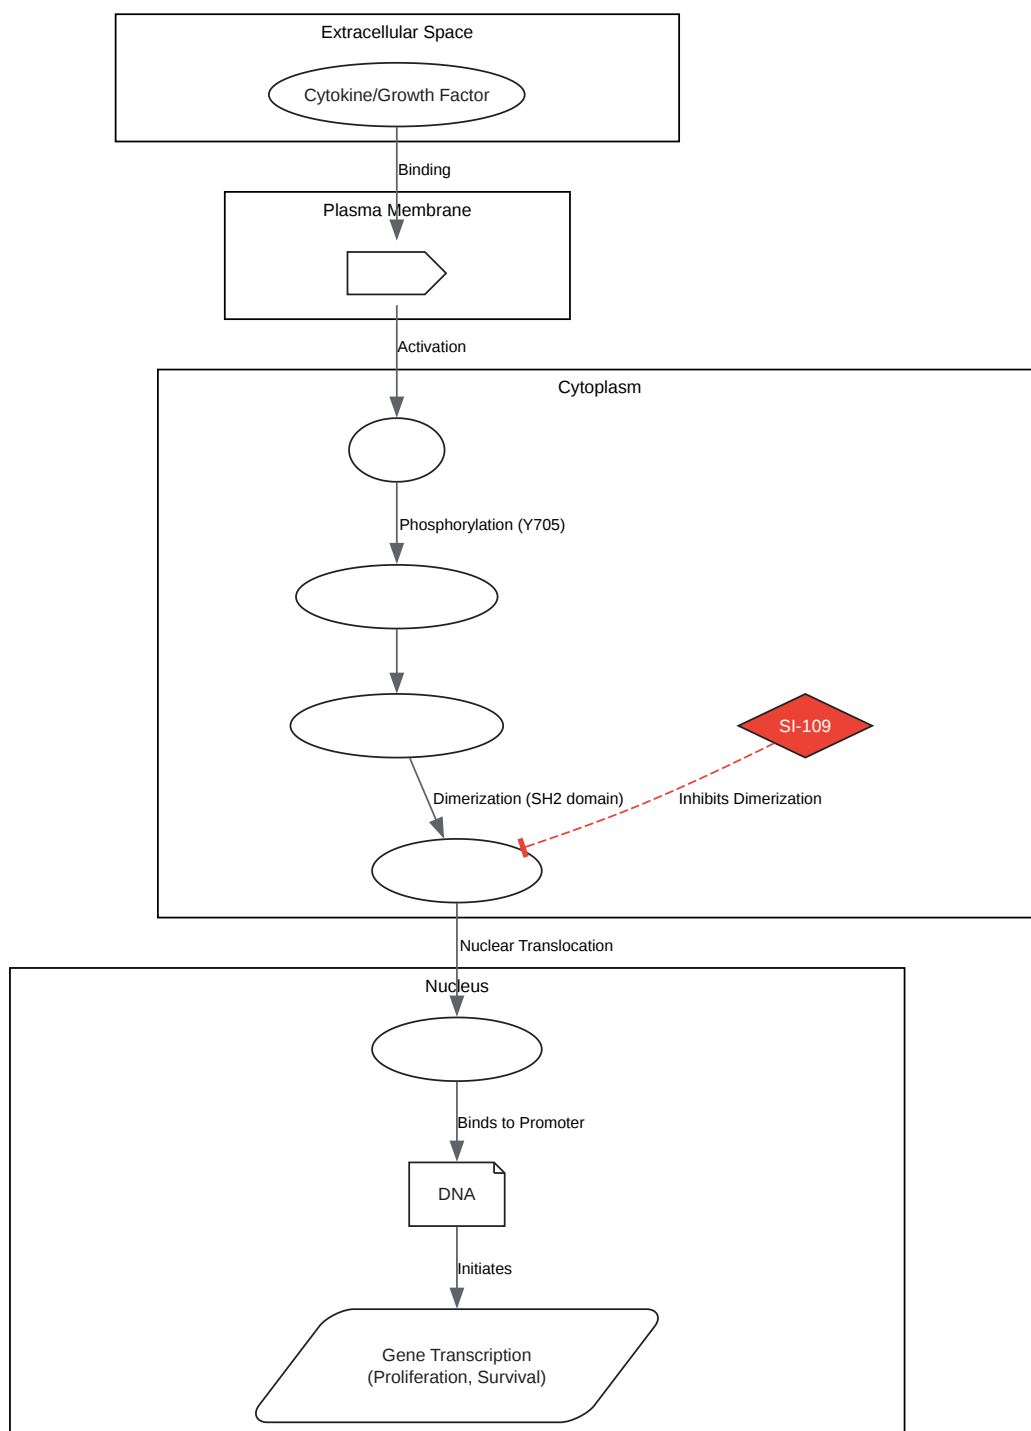 Extracellular Space
Cytokine/Growth Factor
Binding
Plasma Membrane
Activation
Cytoplasm
Phosphorylation (Y705)
SI-109
Dimerization (SH2 domain)
Inhibits Dimerization
Nuclear Translocation
Nucleus
Binds to Promoter
DNA
Initiates
Gene Transcription
(Proliferation, Survival)